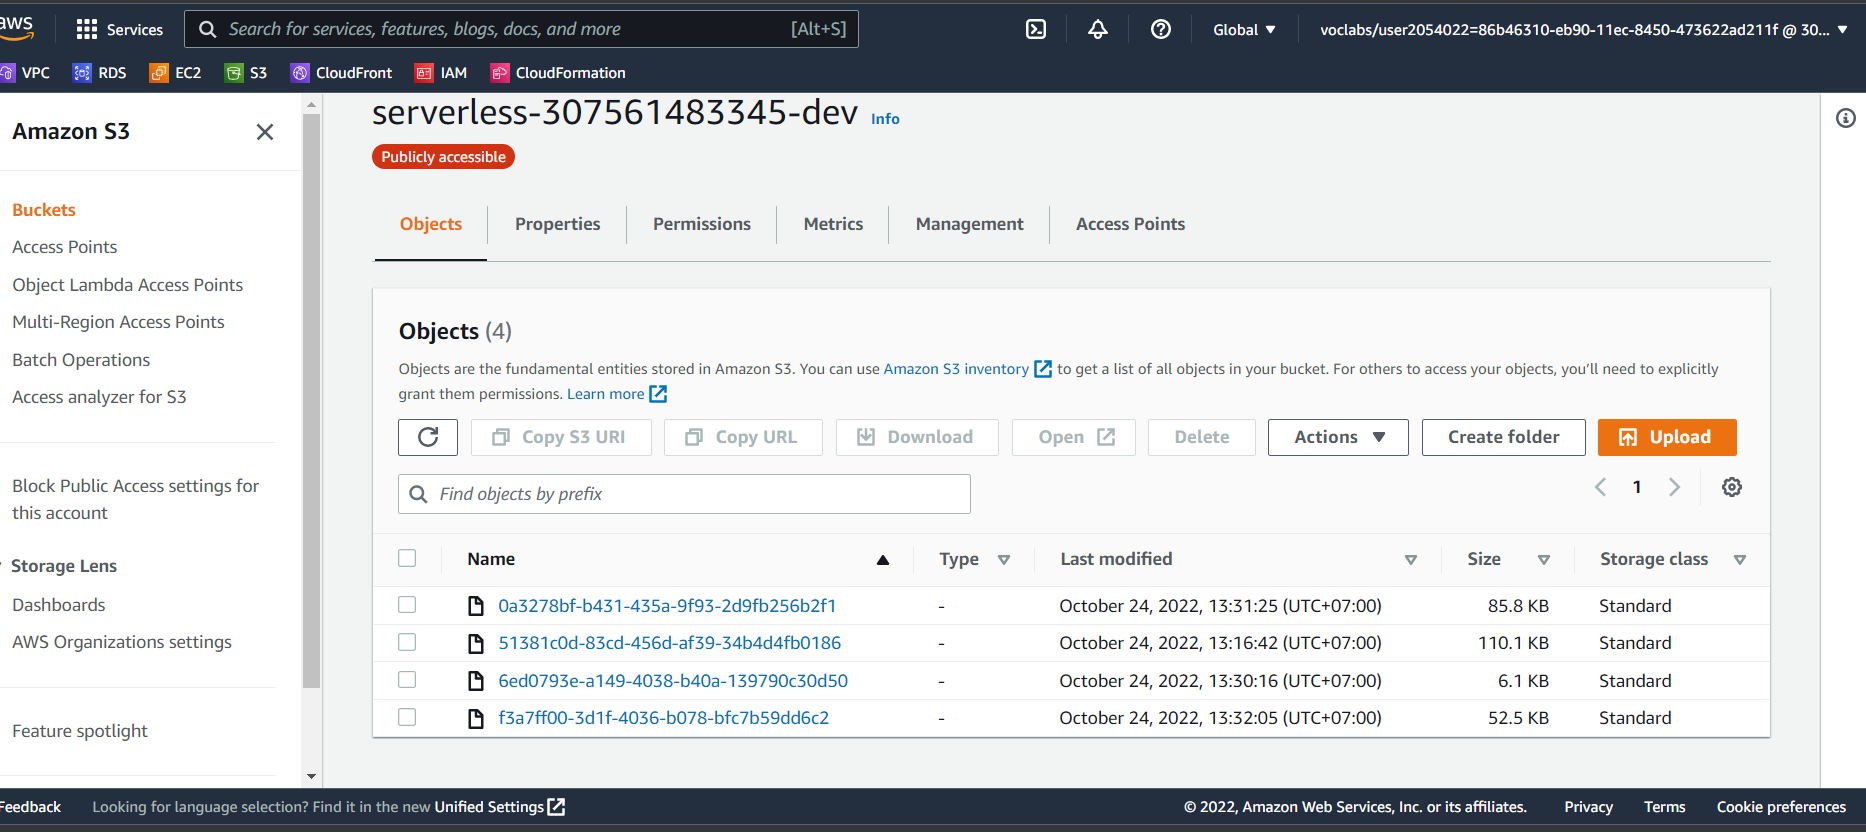 aws
Services
Search for services, features, blogs, docs, and more [Alt+S]
Global
voclabs/user2054022=86b46310-eb90-11ec-8450-473622ad211f @ 30...
VPC RDS EC2 S3 CloudFront IAM CloudFormation
Amazon S3
Buckets
Access Points
Object Lambda Access Points
Multi-Region Access Points
Batch Operations
Access analyzer for S3
Block Public Access settings for
this account
Storage Lens
Dashboards
AWS Organizations settings
Feature spotlight
serverless-307561483345-dev Info
Publicly accessible
Objects Properties Permissions Metrics Management Access Points
Objects (4)
Objects are the fundamental entities stored in Amazon S3. You can use Amazon S3 inventory to get a list of all objects in your bucket. For others to access your objects, you'll need to explicitly
grant them permissions. Learn more
Copy S3 URI Copy URL Download Open Delete Actions Create folder Upload
Find objects by prefix
1
Name Type Last modified Size Storage class
0a3278bf-b431-435a-9f93-2d9fb256b2f1 - October 24, 2022, 13:31:25 (UTC+07:00) 85.8 KB Standard
51381c0d-83cd-456d-af39-34b4d4fb0186 - October 24, 2022, 13:16:42 (UTC+07:00) 110.1 KB Standard
6ed0793e-a149-4038-b40a-139790c30d50 - October 24, 2022, 13:30:16 (UTC+07:00) 6.1 KB Standard
f3a7ff00-3d1f-4036-b078-bfc7b59dd6c2 - October 24, 2022, 13:32:05 (UTC+07:00) 52.5 KB Standard
Feedback Looking for language selection? Find it in the new Unified Settings
© 2022, Amazon Web Services, Inc. or its affiliates. Privacy Terms Cookie preferences